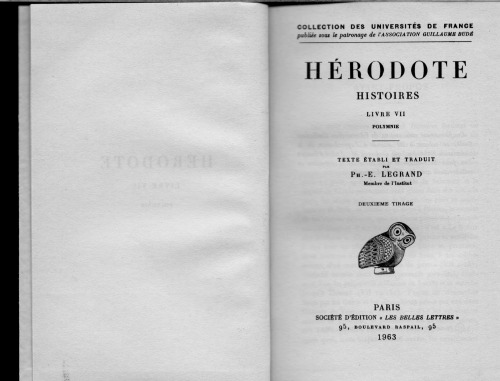 COLLECTION DES UNIVERSITÉS DE FRANCE
publiée sous le patronage de l'ASSOCIATION GUILLAUME BUDÉ
HÉRODOTE
HISTOIRES
LIVRE VII
POLYMNIE
TEXTE ÉTABLI ET TRADUIT
PAR
PH.-E. LEGRAND
Membre de l'Institut
DEUXIEME TIRAGE
PARIS
SOCIÉTÉ D'ÉDITION « LES BELLES LETTRES »
95, BOULEVARD RASPAIL, 95
1963